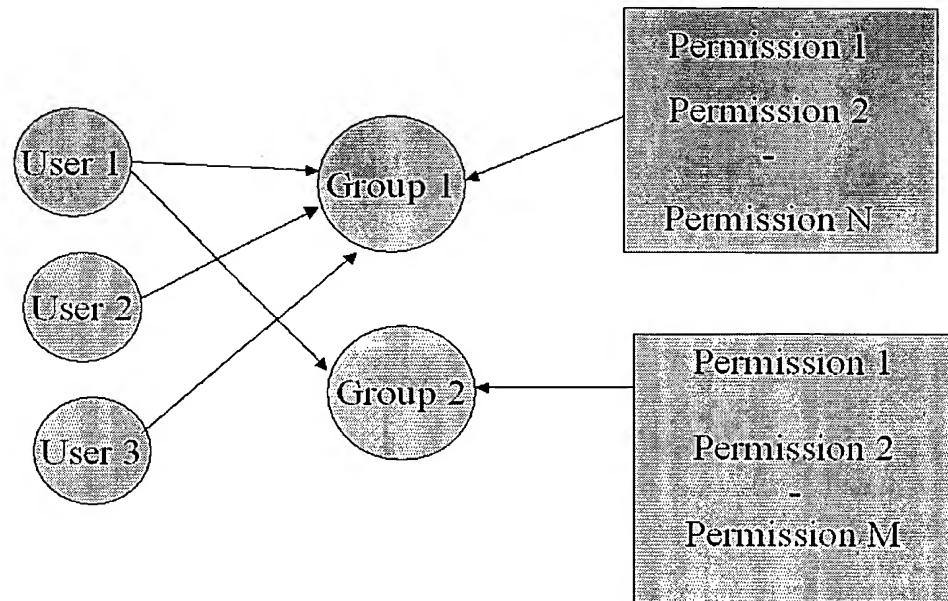 User 1
User 2
User 3
Group 1
Group 2
Permission 1
Permission 2
-
Permission N
Permission 1
Permission 2
-
Permission M